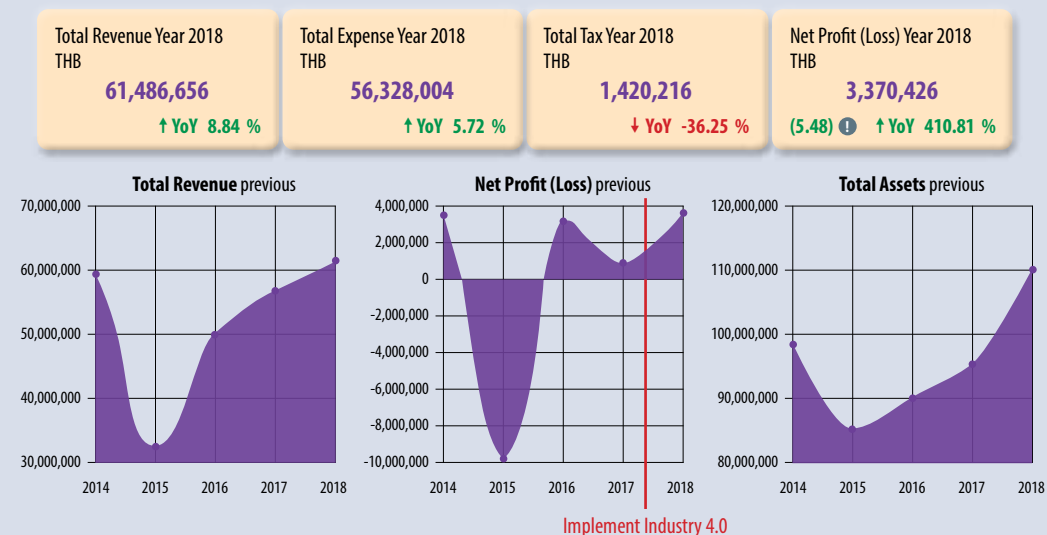 Total Revenue Year 2018
THB
61,486,656
↑ YoY 8.84 %
Total Expense Year 2018
THB
56,328,004
↑ YoY 5.72 %
Total Tax Year 2018
THB
1,420,216
↓ YoY -36.25 %
Net Profit (Loss) Year 2018
THB
3,370,426
(5.48) ! ↑ YoY 410.81 %
Total Revenue previous
70,000,000
60,000,000
50,000,000
40,000,000
30,000,000
2014 2015 2016 2017 2018
Net Profit (Loss) previous
4,000,000
2,000,000
0
-2,000,000
-4,000,000
-6,000,000
-8,000,000
-10,000,000
2014 2015 2016 2017 2018
Implement Industry 4.0
Total Assets previous
120,000,000
110,000,000
100,000,000
90,000,000
80,000,000
2014 2015 2016 2017 2018